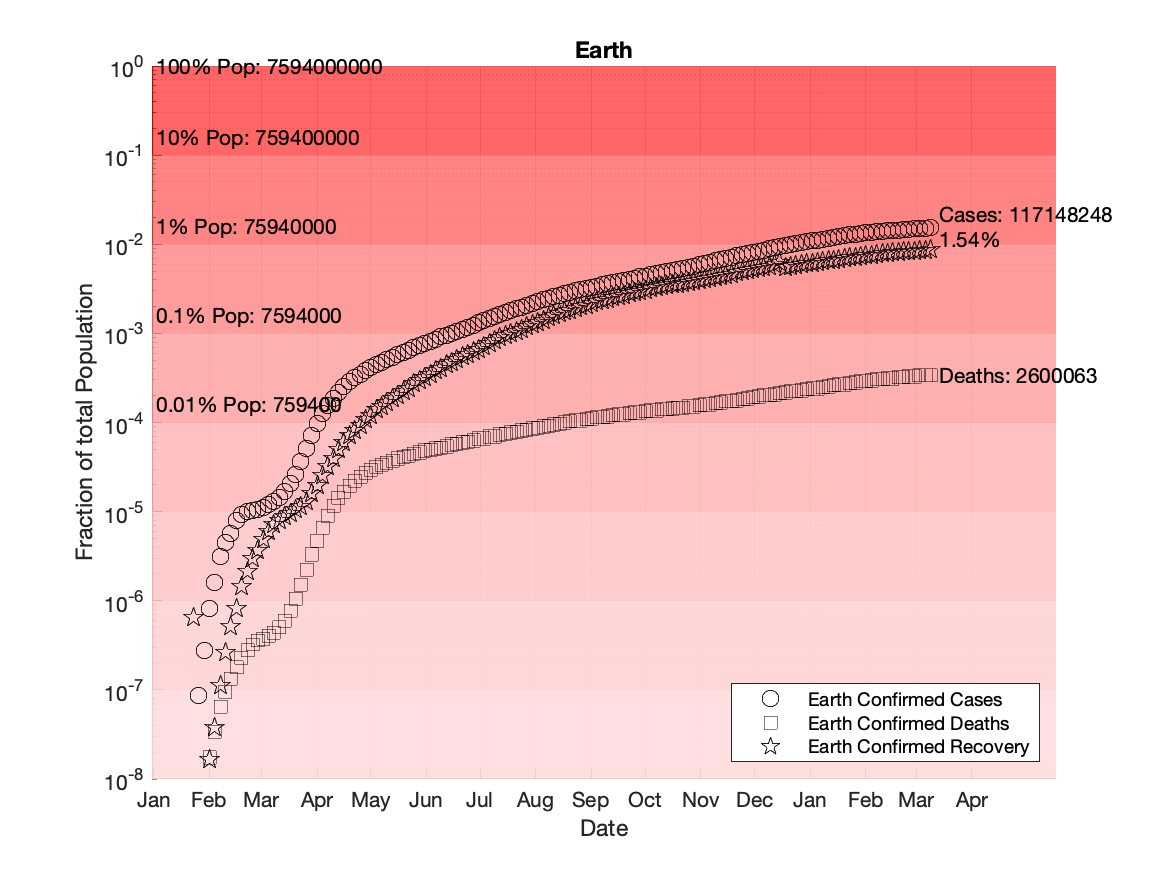 Earth
10^0
100% Pop: 7594000000
10% Pop: 759400000
10^-1
Cases: 117148248
1% Pop: 75940000
1.54%
10^-2
0.1% Pop: 7594000
10^-3
Deaths: 2600063
0.01% Pop: 759400
10^-4
10^-5
10^-6
10^-7
10^-8
Fraction of total Population
Earth Confirmed Cases
Earth Confirmed Deaths
Earth Confirmed Recovery
Jan Feb Mar Apr May Jun Jul Aug Sep Oct Nov Dec Jan Feb Mar Apr
Date